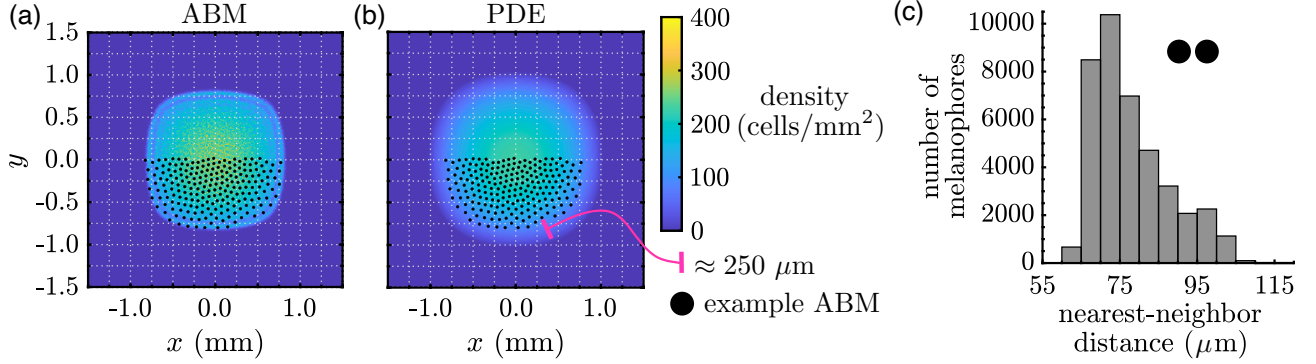 (a) ABM
1.5
1.0
0.5
0.0
-0.5
-1.0
-1.5
y
-1.0 0.0 1.0
x (mm)
(b) PDE
-1.0 0.0 1.0
x (mm)
400
300
200
100
0
density
(cells/mm²)
≈ 250 μm
example ABM
(c)
10000
8000
6000
4000
2000
0
number of
melanophores
55 75 95 115
nearest-neighbor
distance (μm)